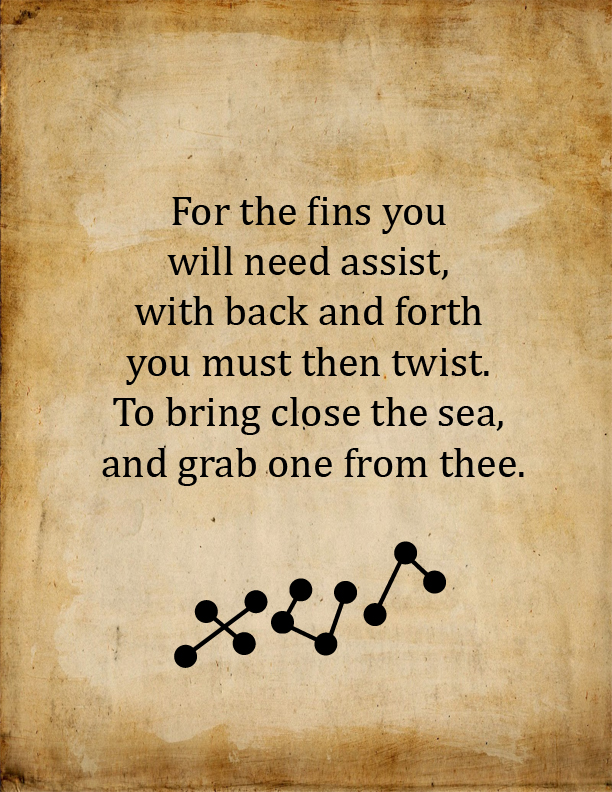 For the fins you
will need assist,
with back and forth
you must then twist.
To bring close the sea,
and grab one from thee.